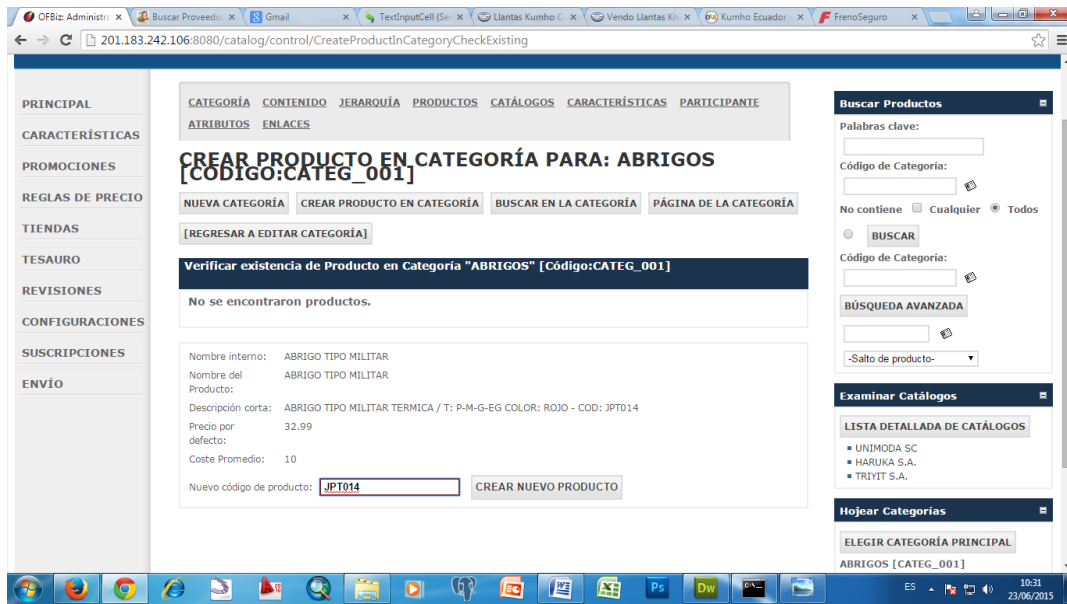 OFBiz: Administra
Buscar Proveedo
Gmail
TextInputCell (Se
Llantas Kumho C
Vendo Llantas Kh
Kumho Ecuador
FrenoSeguro
201.183.242.106:8080/catalog/control/CreateProductInCategoryCheckExisting
PRINCIPAL
CARACTERÍSTICAS
PROMOCIONES
REGLAS DE PRECIO
TIENDAS
TESAURO
REVISIONES
CONFIGURACIONES
SUSCRIPCIONES
ENVÍO
CATEGORÍA CONTENIDO JERARQUÍA PRODUCTOS CATÁLOGOS CARACTERÍSTICAS PARTICIPANTE
ATRIBUTOS ENLACES
CREAR PRODUCTO EN CATEGORÍA PARA: ABRIGOS
[CÓDIGO:CATEG_001]
NUEVA CATEGORÍA CREAR PRODUCTO EN CATEGORÍA BUSCAR EN LA CATEGORÍA PÁGINA DE LA CATEGORÍA
[REGRESAR A EDITAR CATEGORÍA]
Verificar existencia de Producto en Categoría "ABRIGOS" [Código:CATEG_001]
No se encontraron productos.
Nombre interno: ABRIGO TIPO MILITAR
Nombre del ABRIGO TIPO MILITAR
Producto:
Descripción corta: ABRIGO TIPO MILITAR TERMICA / T: P-M-G-EG COLOR: ROJO - COD: JPT014
Precio por 32.99
defecto:
Coste Promedio: 10
Nuevo código de producto: JPT014 CREAR NUEVO PRODUCTO
Buscar Productos
Palabras clave:
Código de Categoría:
No contiene Cualquier Todos
BUSCAR
Código de Categoría:
BÚSQUEDA AVANZADA
-Salto de producto-
Examinar Catálogos
LISTA DETALLADA DE CATÁLOGOS
UNIMODA SC
HARUKA S.A.
TRIYIT S.A.
Hojear Categorías
ELEGIR CATEGORÍA PRINCIPAL
ABRIGOS [CATEG_001]
Ps
Dw
ES
10:31
23/06/2015